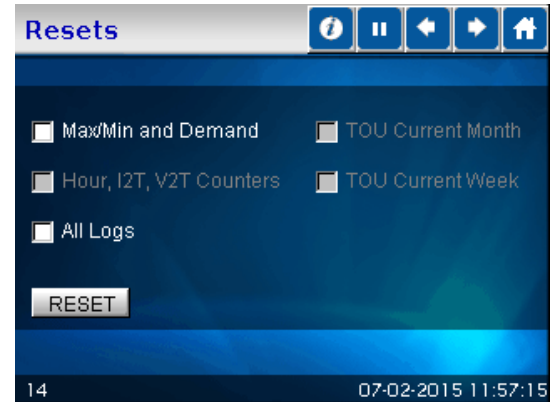 Resets
Max/Min and Demand
TOU Current Month
Hour, I2T, V2T Counters
TOU Current Week
All Logs
RESET
14
07-02-2015 11:57:15